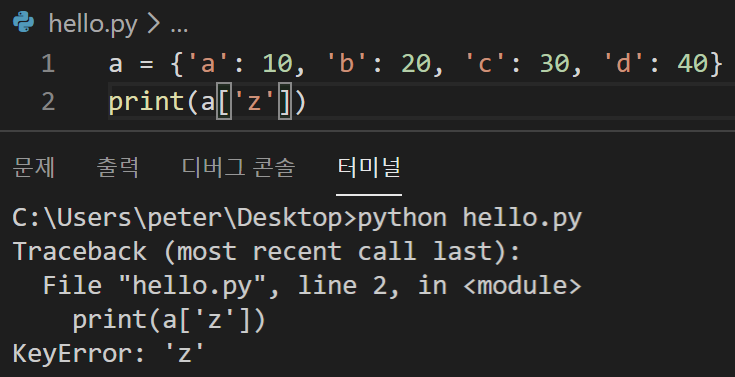 hello.py > ...
1 a = {'a': 10, 'b': 20, 'c': 30, 'd': 40}
2 print(a['z'])
문제 출력 디버그 콘솔 터미널
C:\Users\peter\Desktop>python hello.py
Traceback (most recent call last):
  File "hello.py", line 2, in <module>
    print(a['z'])
KeyError: 'z'